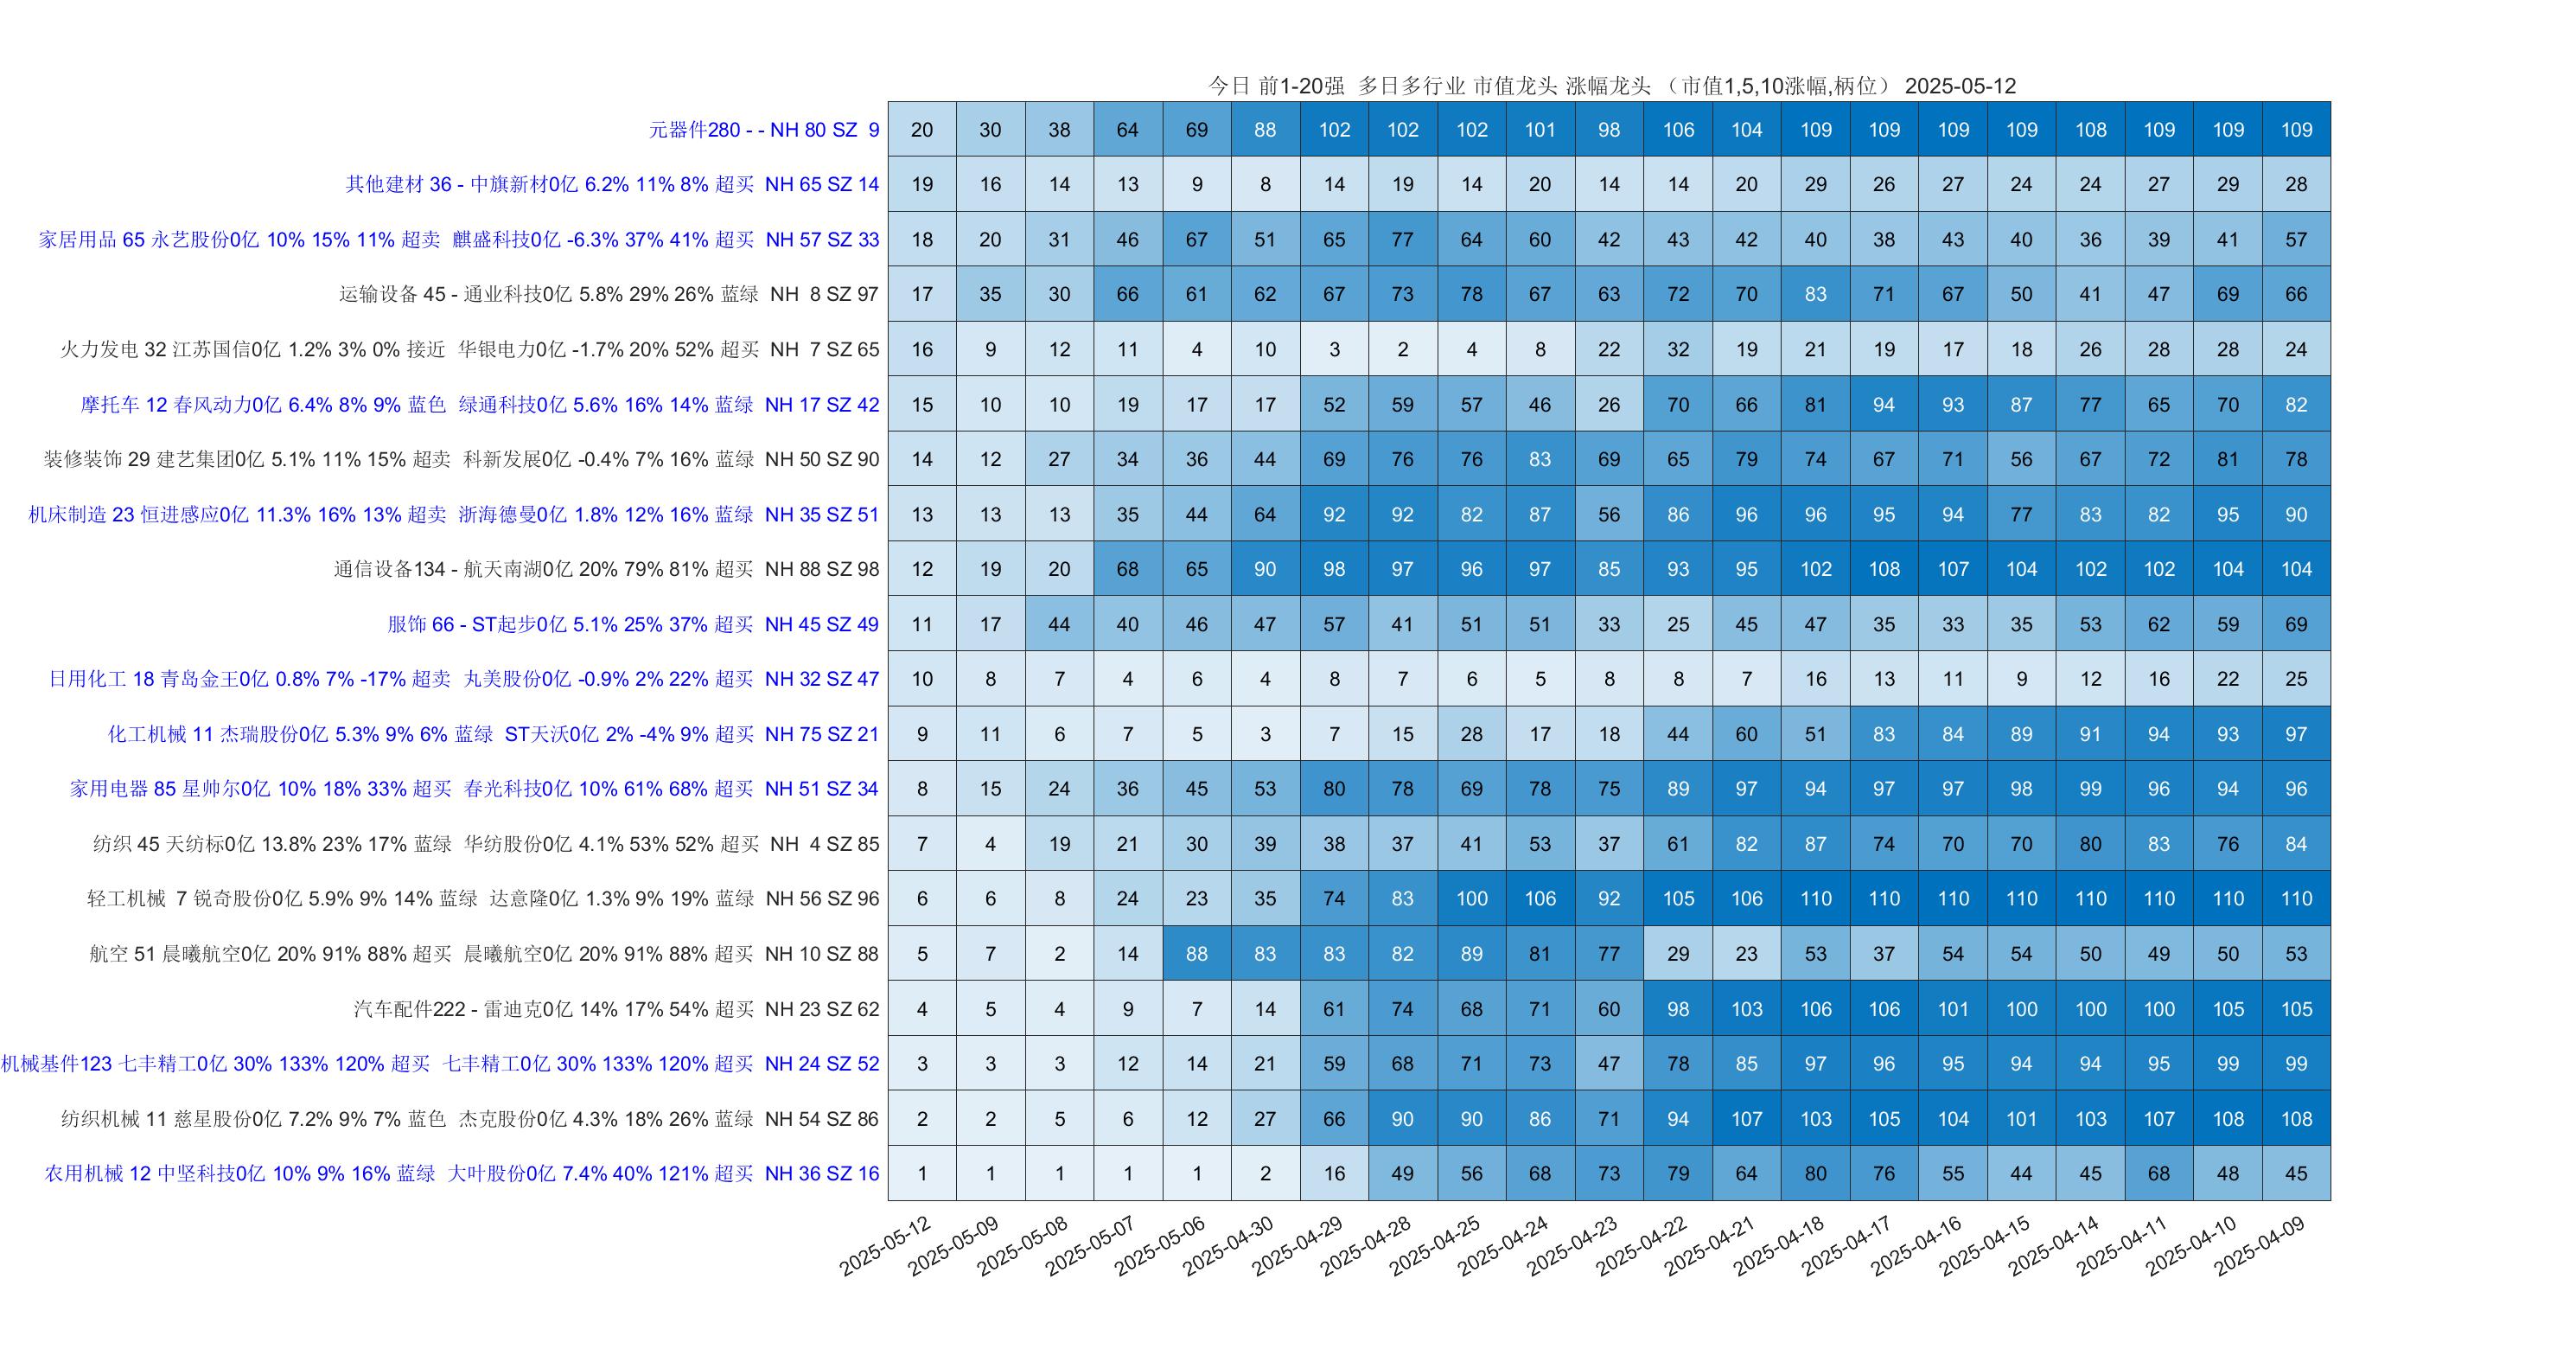 今日 前1-20强 多日多行业 市值龙头 涨幅龙头 （市值1,5,10涨幅,柄位） 2025-05-12
元器件280 - - NH 80 SZ 9 20 30 38 64 69 88 102 102 102 101 98 106 104 109 109 109 109 108 109 109 109
其他建材 36 - 中旗新材0亿 6.2% 11% 8% 超买 NH 65 SZ 14 19 16 14 13 9 8 14 19 14 20 14 14 20 29 26 27 24 24 27 29 28
家居用品 65 永艺股份0亿 10% 15% 11% 超卖 麒盛科技0亿 -6.3% 37% 41% 超买 NH 57 SZ 33 18 20 31 46 67 51 65 77 64 60 42 43 42 40 38 43 40 36 39 41 57
运输设备 45 - 通业科技0亿 5.8% 29% 26% 蓝绿 NH 8 SZ 97 17 35 30 66 61 62 67 73 78 67 63 72 70 83 71 67 50 41 47 69 66
火力发电 32 江苏国信0亿 1.2% 3% 0% 接近 华银电力0亿 -1.7% 20% 52% 超买 NH 7 SZ 65 16 9 12 11 4 10 3 2 4 8 22 32 19 21 19 17 18 26 28 28 24
摩托车 12 春风动力0亿 6.4% 8% 9% 蓝色 绿通科技0亿 5.6% 16% 14% 蓝绿 NH 17 SZ 42 15 10 10 19 17 17 52 59 57 46 26 70 66 81 94 93 87 77 65 70 82
装修装饰 29 建艺集团0亿 5.1% 11% 15% 超卖 科新发展0亿 -0.4% 7% 16% 蓝绿 NH 50 SZ 90 14 12 27 34 36 44 69 76 76 83 69 65 79 74 67 71 56 67 72 81 78
机床制造 23 恒进感应0亿 11.3% 16% 13% 超卖 浙海德曼0亿 1.8% 12% 16% 蓝绿 NH 35 SZ 51 13 13 13 35 44 64 92 92 82 87 56 86 96 96 95 94 77 83 82 95 90
通信设备134 - 航天南湖0亿 20% 79% 81% 超买 NH 88 SZ 98 12 19 20 68 65 90 98 97 96 97 85 93 95 102 108 107 104 102 102 104 104
服饰 66 - ST起步0亿 5.1% 25% 37% 超买 NH 45 SZ 49 11 17 44 40 46 47 57 41 51 51 33 25 45 47 35 33 35 53 62 59 69
日用化工 18 青岛金王0亿 0.8% 7% -17% 超卖 丸美股份0亿 -0.9% 2% 22% 超买 NH 32 SZ 47 10 8 7 4 6 4 8 7 6 5 8 8 7 16 13 11 9 12 16 22 25
化工机械 11 杰瑞股份0亿 5.3% 9% 6% 蓝绿 ST天沃0亿 2% -4% 9% 超买 NH 75 SZ 21 9 11 6 7 5 3 7 15 28 17 18 44 60 51 83 84 89 91 94 93 97
家用电器 85 星帅尔0亿 10% 18% 33% 超买 春光科技0亿 10% 61% 68% 超买 NH 51 SZ 34 8 15 24 36 45 53 80 78 69 78 75 89 97 94 97 97 98 99 96 94 96
纺织 45 天纺标0亿 13.8% 23% 17% 蓝绿 华纺股份0亿 4.1% 53% 52% 超买 NH 4 SZ 85 7 4 19 21 30 39 38 37 41 53 37 61 82 87 74 70 70 80 83 76 84
轻工机械 7 锐奇股份0亿 5.9% 9% 14% 蓝绿 达意隆0亿 1.3% 9% 19% 蓝绿 NH 56 SZ 96 6 6 8 24 23 35 74 83 100 106 92 105 106 110 110 110 110 110 110 110 110
航空 51 晨曦航空0亿 20% 91% 88% 超买 晨曦航空0亿 20% 91% 88% 超买 NH 10 SZ 88 5 7 2 14 88 83 83 82 89 81 77 29 23 53 37 54 54 50 49 50 53
汽车配件222 - 雷迪克0亿 14% 17% 54% 超买 NH 23 SZ 62 4 5 4 9 7 14 61 74 68 71 60 98 103 106 106 101 100 100 100 105 105
机械基件123 七丰精工0亿 30% 133% 120% 超买 七丰精工0亿 30% 133% 120% 超买 NH 24 SZ 52 3 3 3 12 14 21 59 68 71 73 47 78 85 97 96 95 94 94 95 99 99
纺织机械 11 慈星股份0亿 7.2% 9% 7% 蓝色 杰克股份0亿 4.3% 18% 26% 蓝绿 NH 54 SZ 86 2 2 5 6 12 27 66 90 90 86 71 94 107 103 105 104 101 103 107 108 108
农用机械 12 中坚科技0亿 10% 9% 16% 蓝绿 大叶股份0亿 7.4% 40% 121% 超买 NH 36 SZ 16 1 1 1 1 1 2 16 49 56 68 73 79 64 80 76 55 44 45 68 48 45
2025-05-12 2025-05-09 2025-05-08 2025-05-07 2025-05-06 2025-04-30 2025-04-29 2025-04-28 2025-04-25 2025-04-24 2025-04-23 2025-04-22 2025-04-21 2025-04-18 2025-04-17 2025-04-16 2025-04-15 2025-04-14 2025-04-11 2025-04-10 2025-04-09